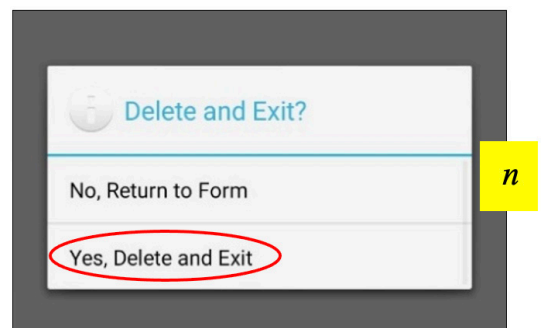 Delete and Exit?
No, Return to Form
n
Yes, Delete and Exit